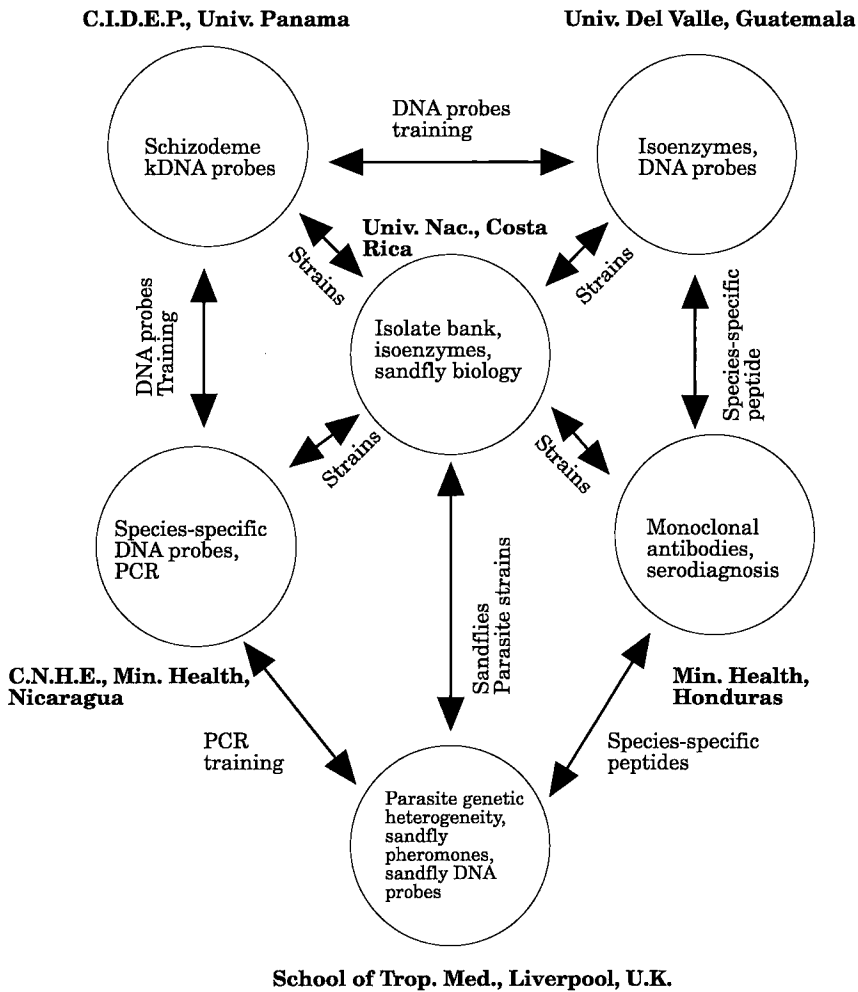 C.I.D.E.P., Univ. Panama
Univ. Del Valle, Guatemala
DNA probes
training
Schizodeme
kDNA probes
Isoenzymes,
DNA probes
Univ. Nac., Costa
Rica
Strains
Strains
DNA probes
Training
Isolate bank,
isoenzymes,
sandfly biology
Species-specific
peptide
Strains
Strains
Species-specific
DNA probes,
PCR
Monoclonal
antibodies,
serodiagnosis
Sandflies
Parasite strains
C.N.H.E., Min. Health,
Nicaragua
Min. Health,
Honduras
PCR
training
Species-specific
peptides
Parasite genetic
heterogeneity,
sandfly
pheromones,
sandfly DNA
probes
School of Trop. Med., Liverpool, U.K.